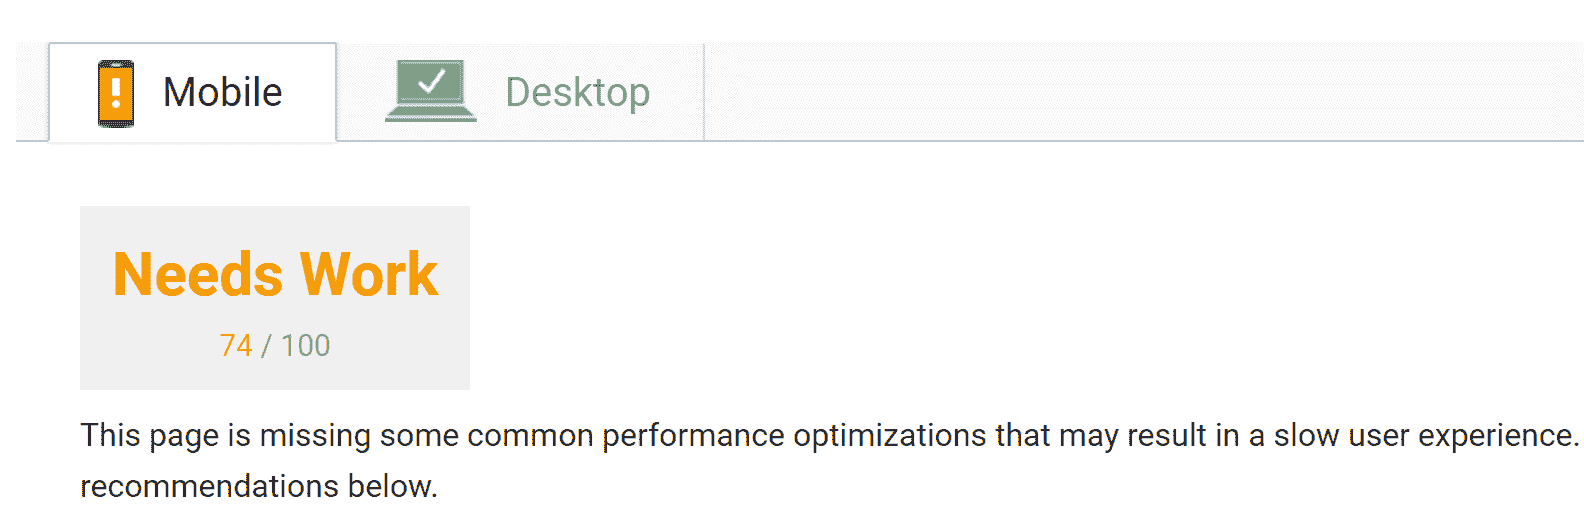 Mobile
Desktop
Needs Work
74 / 100
This page is missing some common performance optimizations that may result in a slow user experience.
recommendations below.